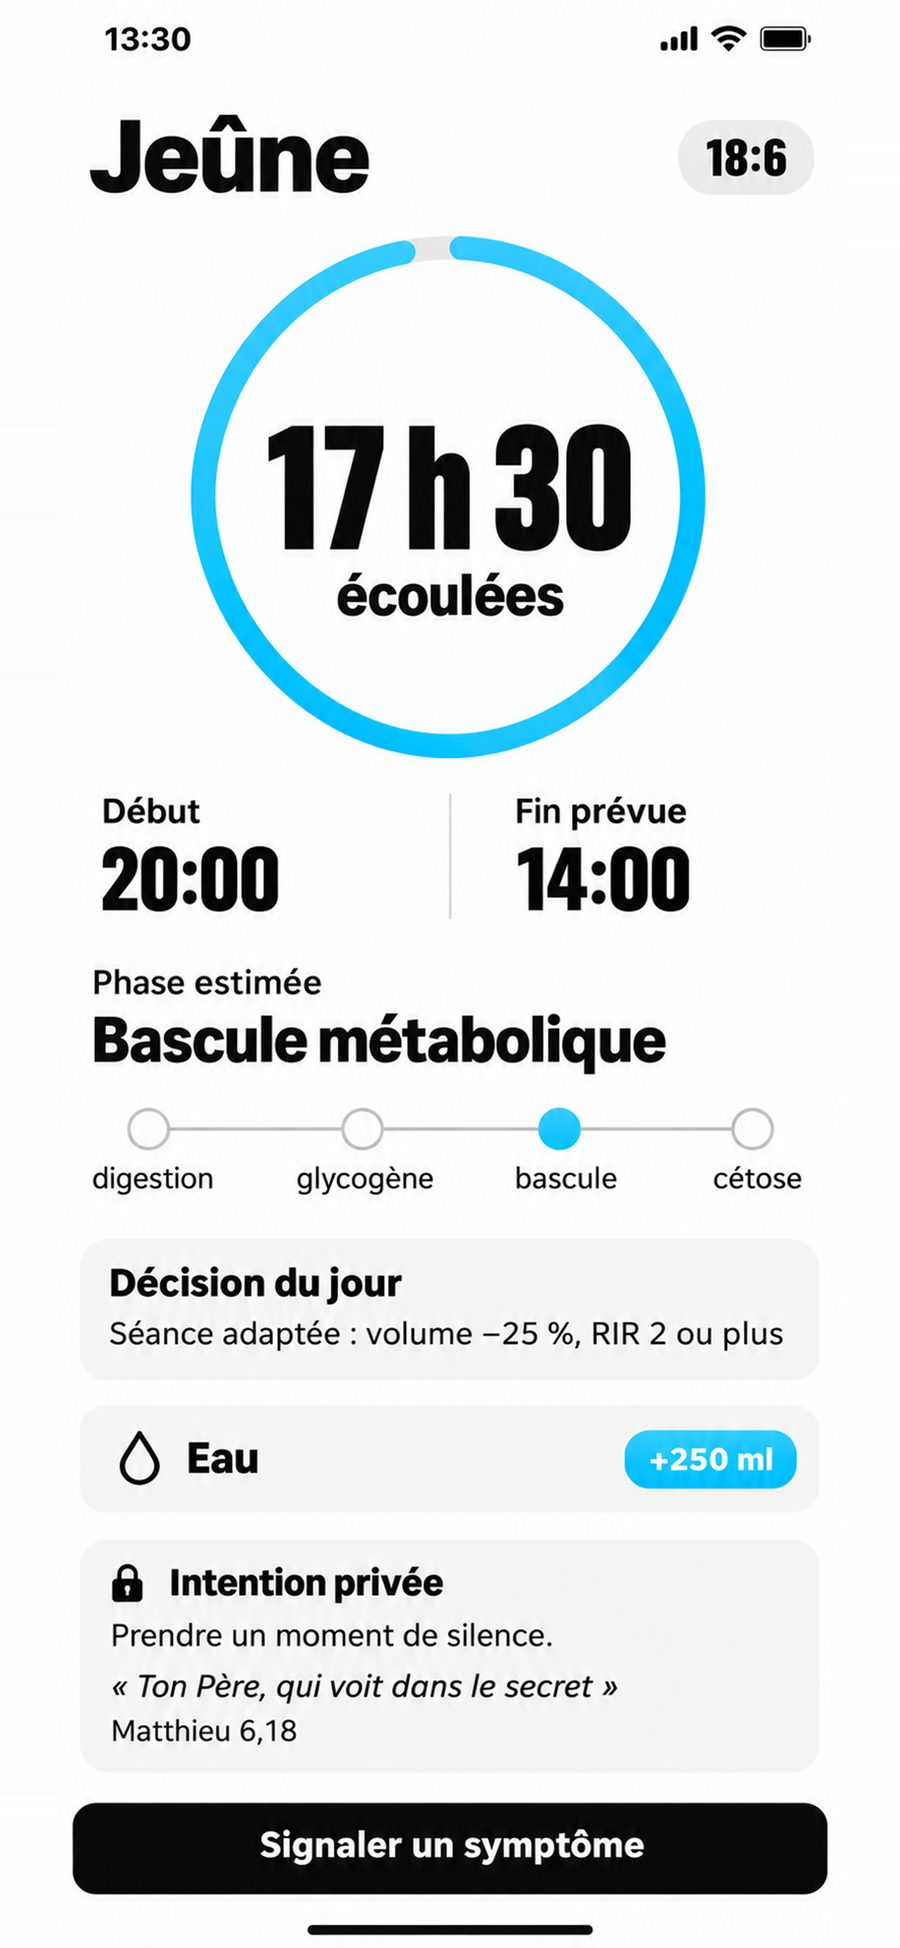 13:30
Jeûne
18:6
17 h 30
écoulées
Début
Fin prévue
20:00
14:00
Phase estimée
Bascule métabolique
digestion
glycogène
bascule
cétose
Décision du jour
Séance adaptée : volume −25 %, RIR 2 ou plus
Eau
+250 ml
Intention privée
Prendre un moment de silence.
« Ton Père, qui voit dans le secret »
Matthieu 6,18
Signaler un symptôme